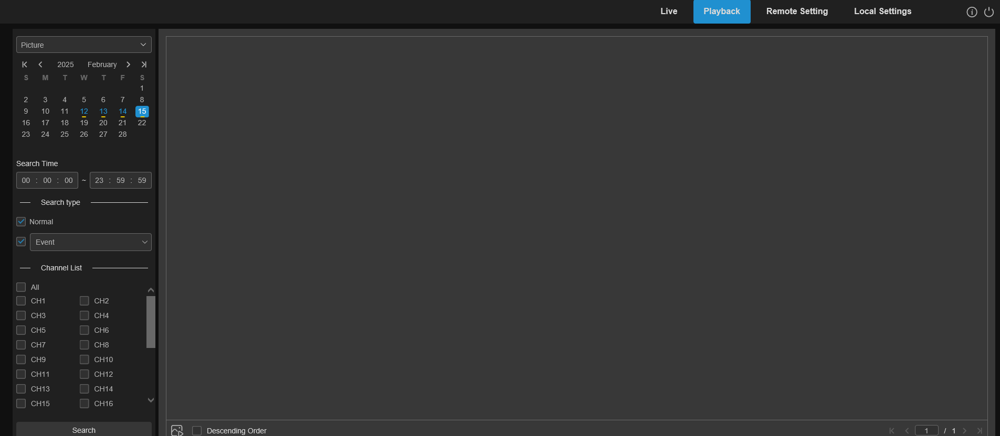 Live Playback Remote Setting Local Settings
Picture
2025 February
S M T W T F S
1
2 3 4 5 6 7 8
9 10 11 12 13 14 15
16 17 18 19 20 21 22
23 24 25 26 27 28
Search Time
00 : 00 : 00 ~ 23 : 59 : 59
Search type
Normal
Event
Channel List
All
CH1 CH2
CH3 CH4
CH5 CH6
CH7 CH8
CH9 CH10
CH11 CH12
CH13 CH14
CH15 CH16
Search
Descending Order 1 / 1